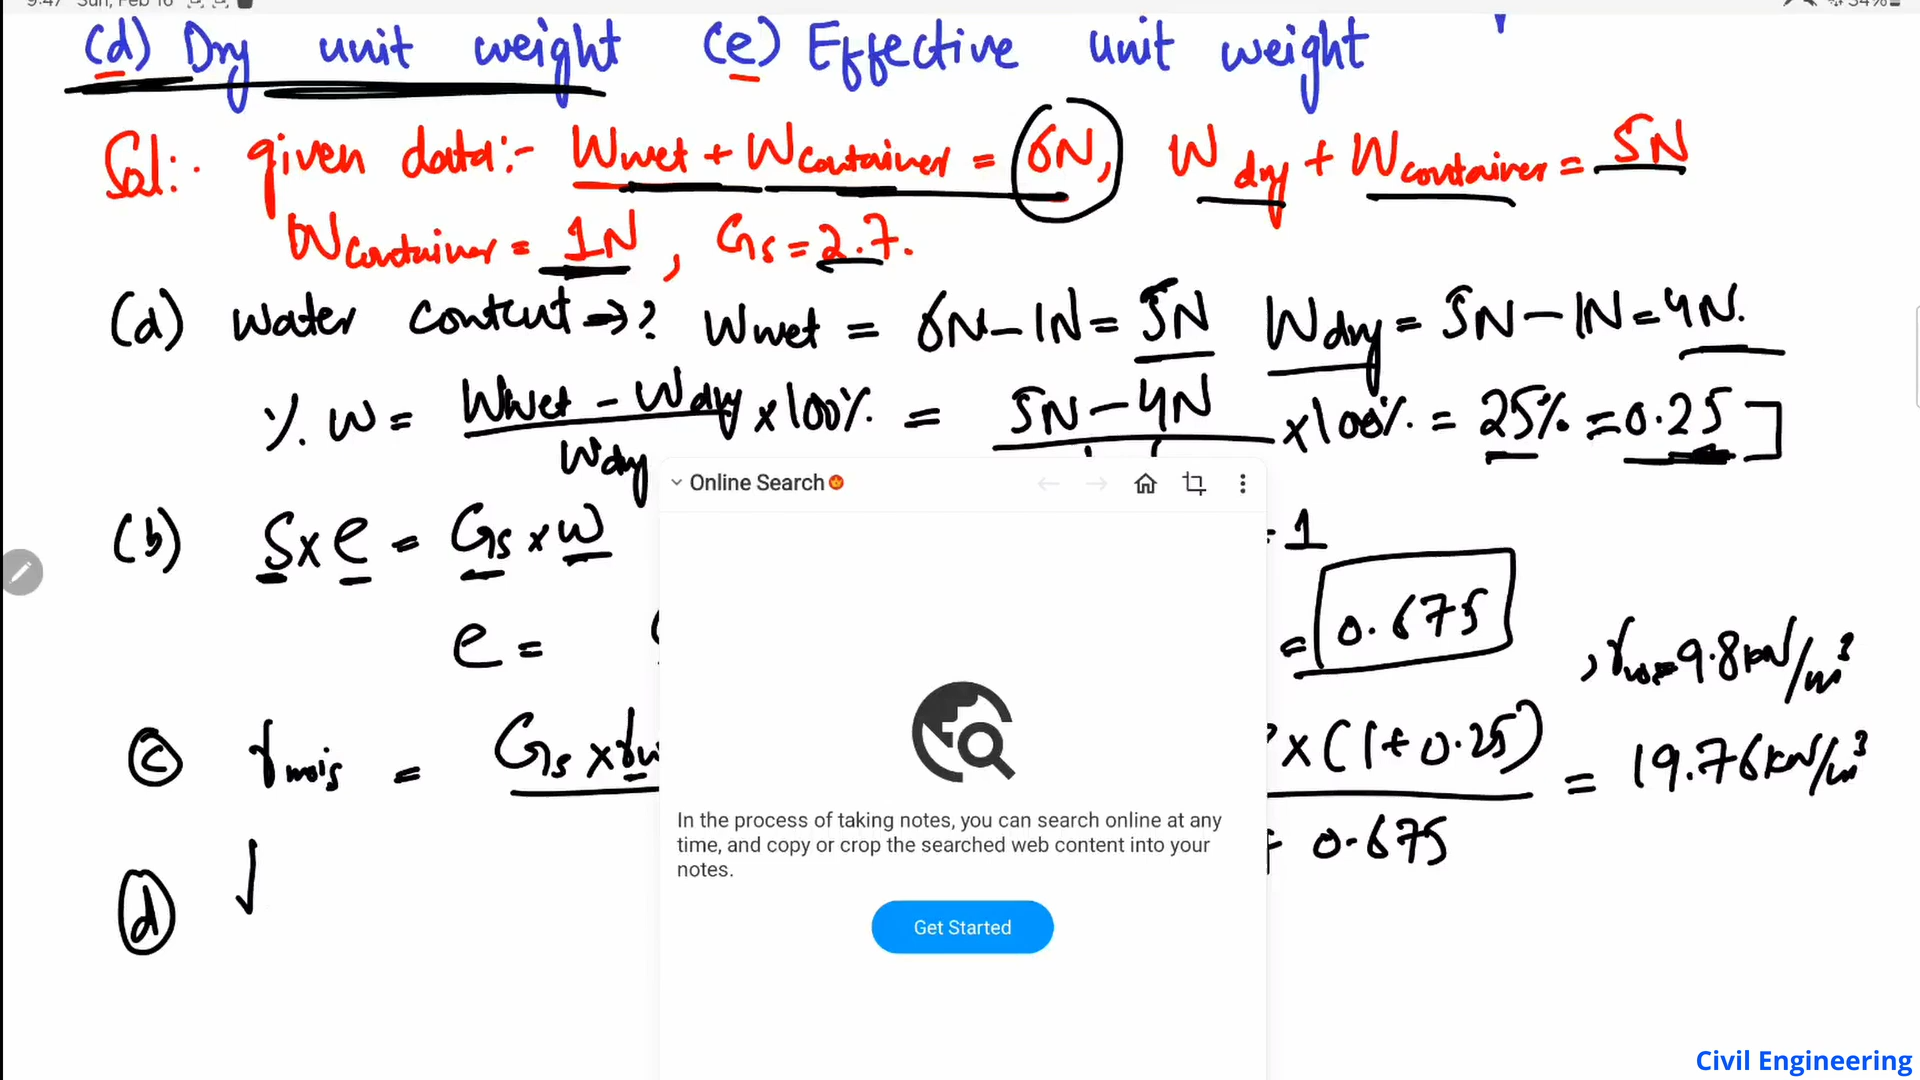 (d) Dry unit weight (e) Effective unit weight
Sol:. given data:- Wwet + Wcontainer = 6N, Wdry + Wcontainer = 5N
Wcontainer = 1N, Gs = 2.7.
(a) Water content → ? Wwet = 6N - 1N = 5N Wdry = 5N - 1N = 4N.
% w = Wwet - Wdry x 100% = 5N - 4N x 100% = 25% = 0.25]
Wdry
Online Search
(b) S x e = Gs x w 1
e = = 0.675 , γw = 9.8 kN/m³
(c) γmois = Gs x γw x (1 + 0.25) = 19.76 kN/m³
0.675
In the process of taking notes, you can search online at any
time, and copy or crop the searched web content into your
notes.
(d)
Get Started
Civil Engineering